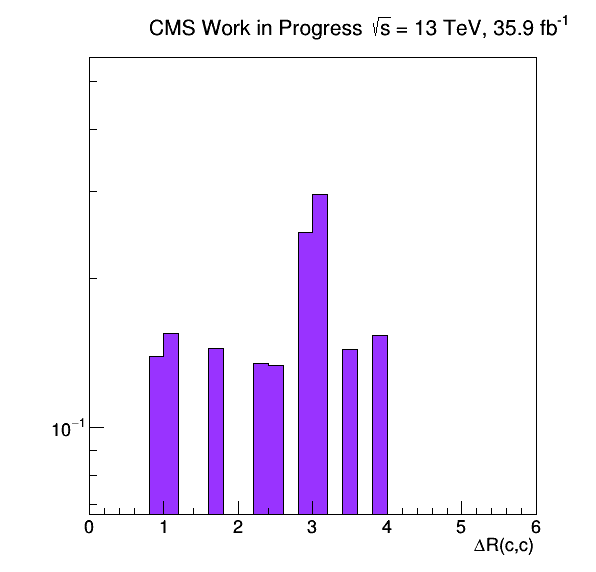 CMS Work in Progress √s = 13 TeV, 35.9 fb⁻¹
10⁻¹
0 1 2 3 4 5 6
ΔR(c,c)